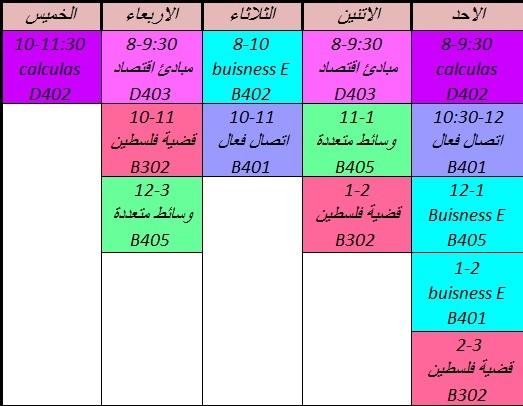 الاحد
الاثنين
الثلاثاء
الاربعاء
الخميس
8-9:30
calculas
D402
8-9:30
مبادئ اقتصاد
D403
8-10
buisness E
B402
8-9:30
مبادئ اقتصاد
D403
10-11:30
calculas
D402
10:30-12
اتصال فعال
B401
11-1
وسائط متعددة
B405
10-11
اتصال فعال
B401
10-11
قضية فلسطين
B302
12-1
Buisness E
B405
1-2
قضية فلسطين
B302
12-3
وسائط متعددة
B405
1-2
buisness E
B401
2-3
قضية فلسطين
B302